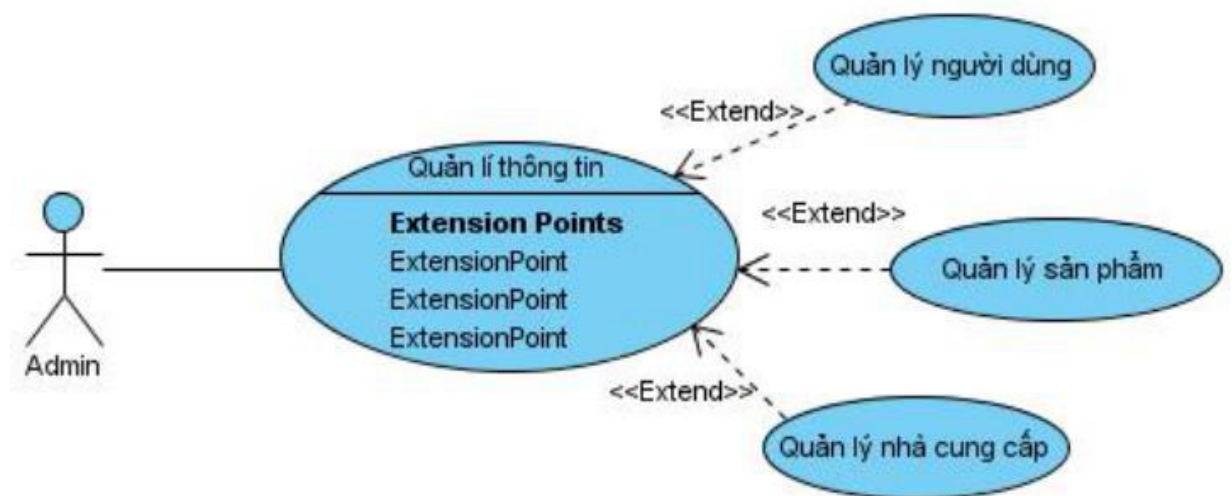 Quản lý người dùng
<<Extend>>
Quản lí thông tin
Extension Points
ExtensionPoint
ExtensionPoint
ExtensionPoint
<<Extend>>
Quản lý sản phẩm
Admin
<<Extend>>
Quản lý nhà cung cấp